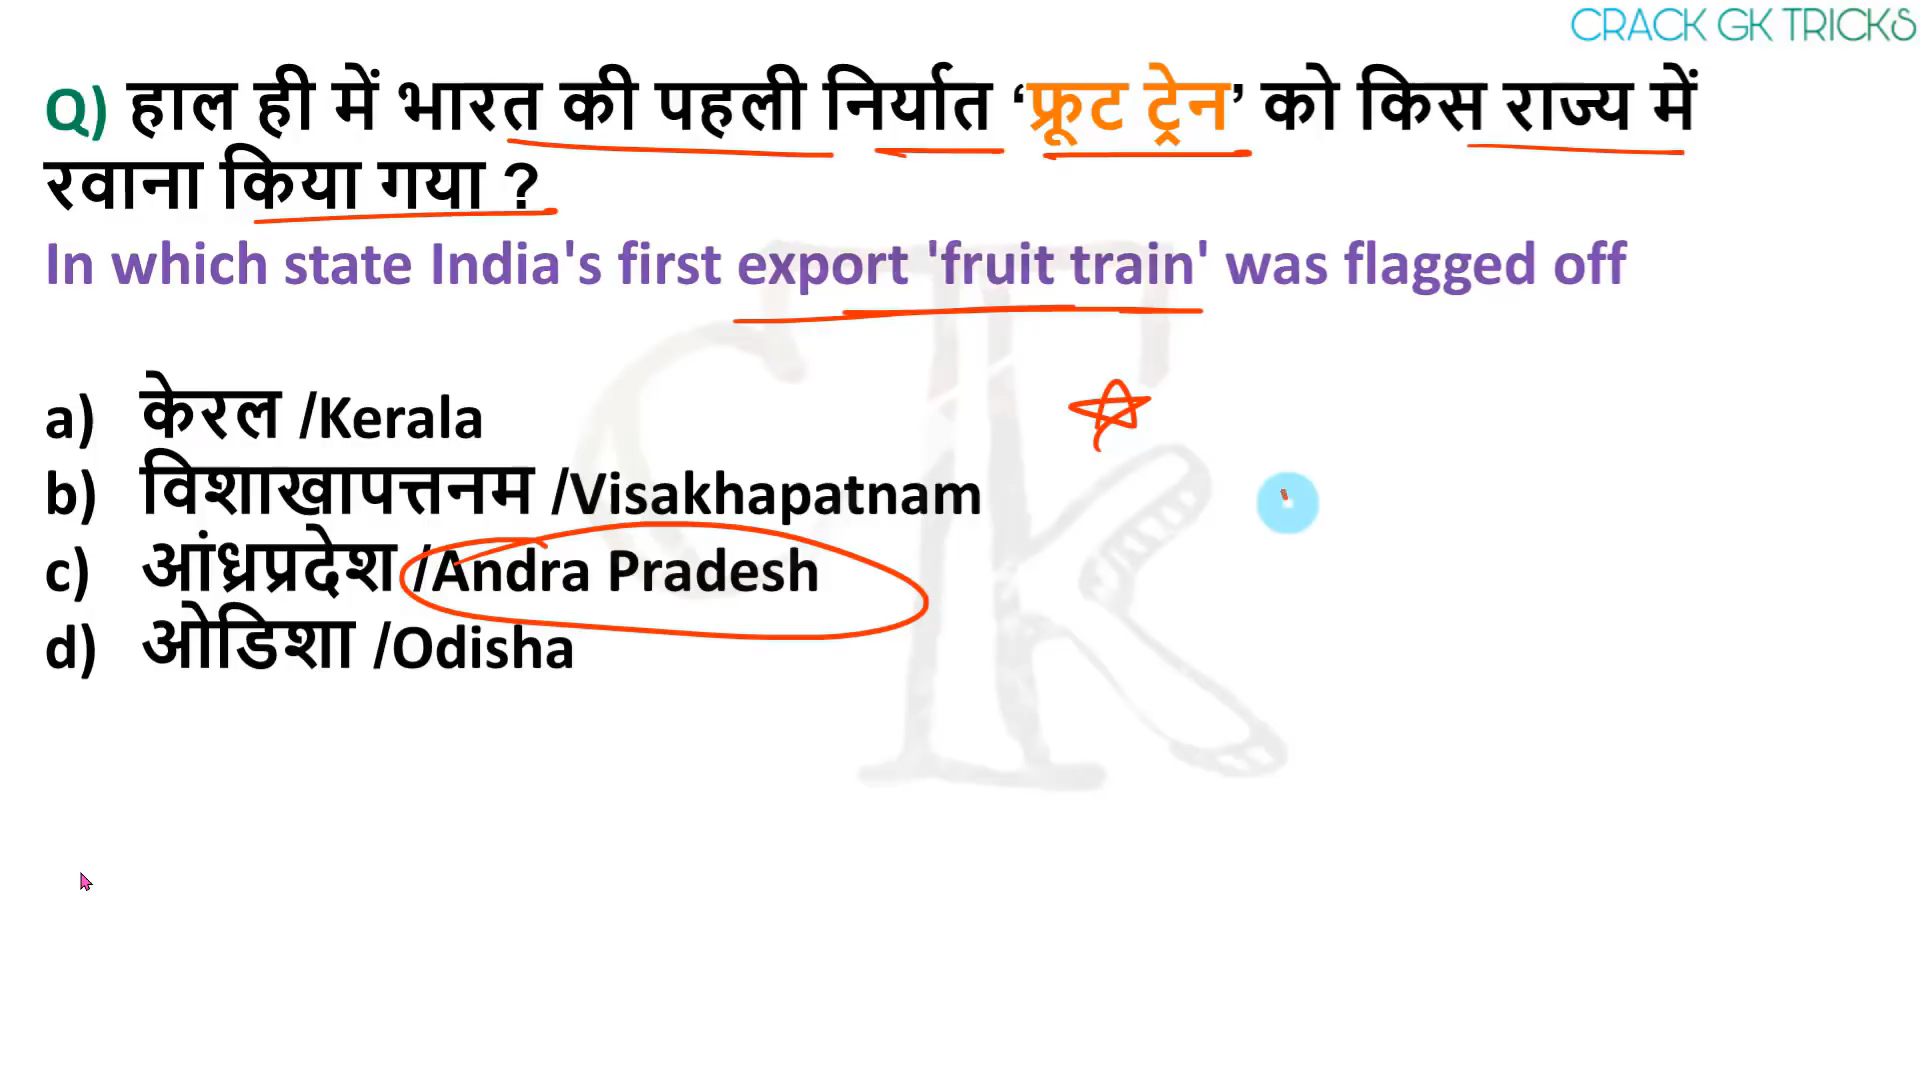 CRACK GK TRICKS
Q) हाल ही में भारत की पहली निर्यात ‘फ्रूट ट्रेन’ को किस राज्य में
रवाना किया गया ?
In which state India's first export 'fruit train' was flagged off
a) केरल /Kerala
b) विशाखापत्तनम /Visakhapatnam
c) आंध्रप्रदेश /Andra Pradesh
d) ओडिशा /Odisha